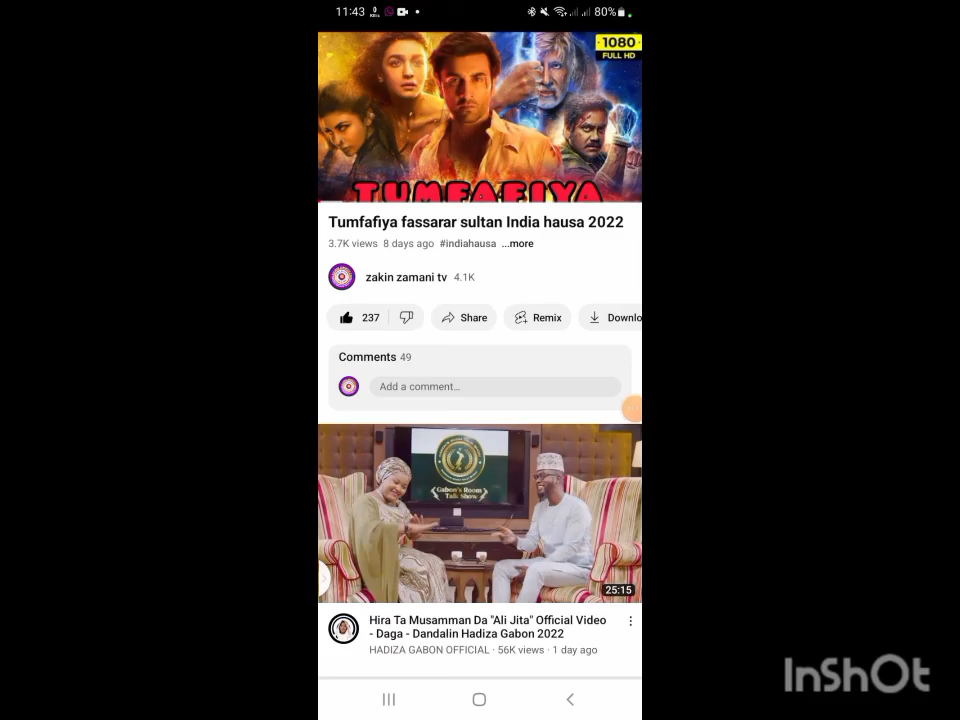 11:43
80%
1080
FULL HD
TUMFAFIYA
Tumfafiya fassarar sultan India hausa 2022
3.7K views 8 days ago #indiahausa ...more
zakin zamani tv 4.1K
237 Share Remix Downlo
Comments 49
Add a comment...
Gabon's Room
Talk Show
25:15
Hira Ta Musamman Da "Ali Jita" Official Video
- Daga - Dandalin Hadiza Gabon 2022
HADIZA GABON OFFICIAL · 56K views · 1 day ago
InShOt